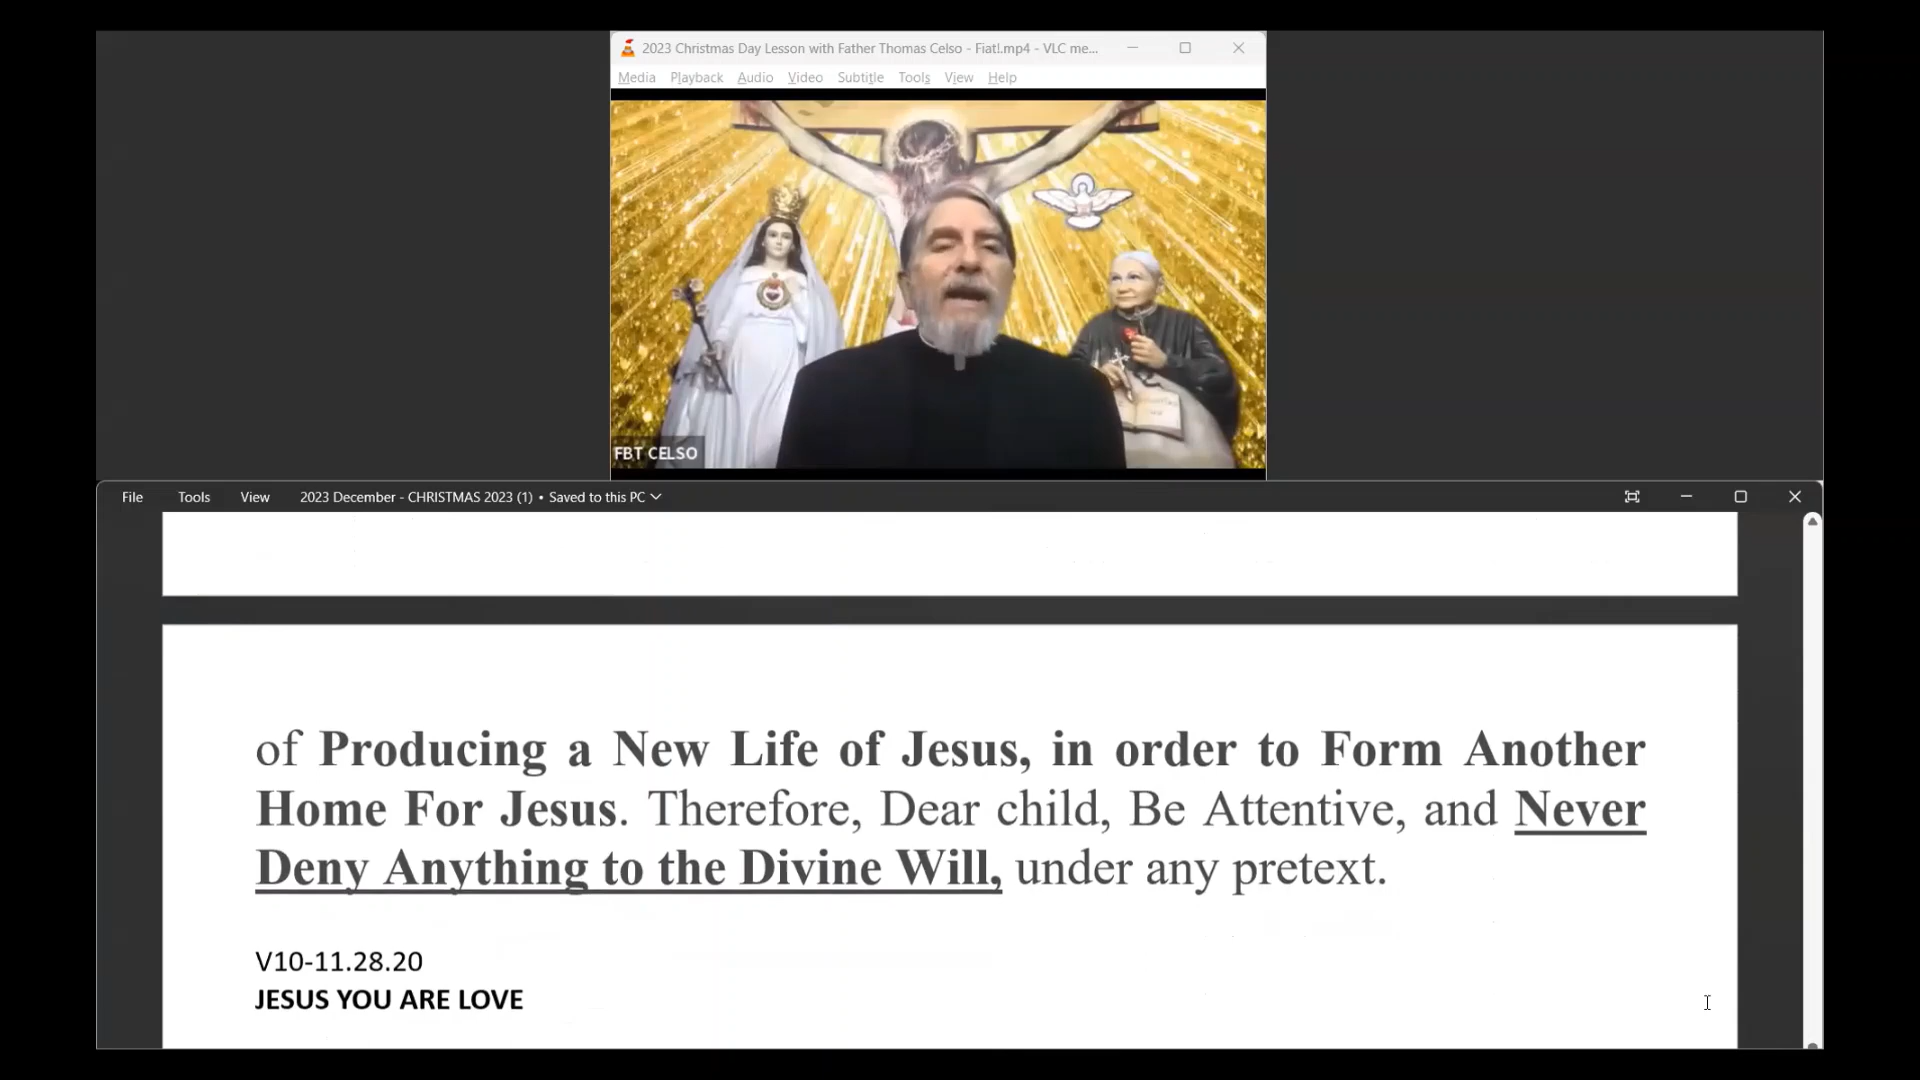 2023 Christmas Day Lesson with Father Thomas Celso - Fiat!.mp4 - VLC me...
Media Playback Audio Video Subtitle Tools View Help
FBT CELSO
File Tools View 2023 December - CHRISTMAS 2023 (1) • Saved to this PC
of Producing a New Life of Jesus, in order to Form Another
Home For Jesus. Therefore, Dear child, Be Attentive, and Never
Deny Anything to the Divine Will, under any pretext.
V10-11.28.20
JESUS YOU ARE LOVE